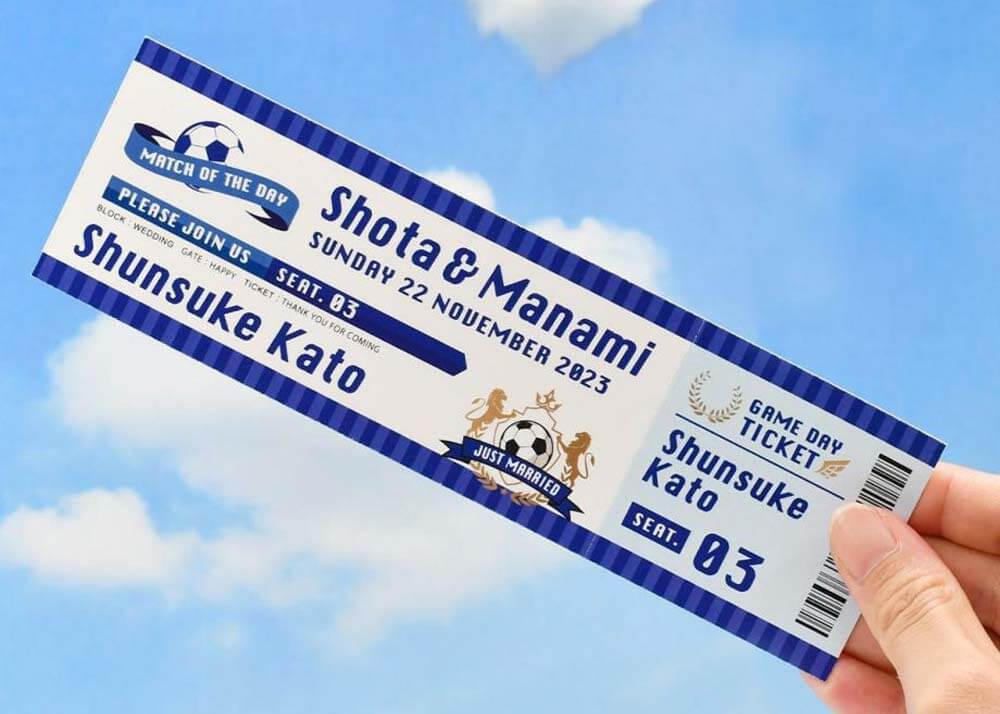 MATCH OF THE DAY
PLEASE JOIN US SEAT. 03
BLOCK : WEDDING GATE : HAPPY TICKET : THANK YOU FOR COMING
Shunsuke Kato
Shota & Manami
SUNDAY 22 NOVEMBER 2023
JUST MARRIED
GAME DAY
TICKET
Shunsuke
Kato
SEAT. 03